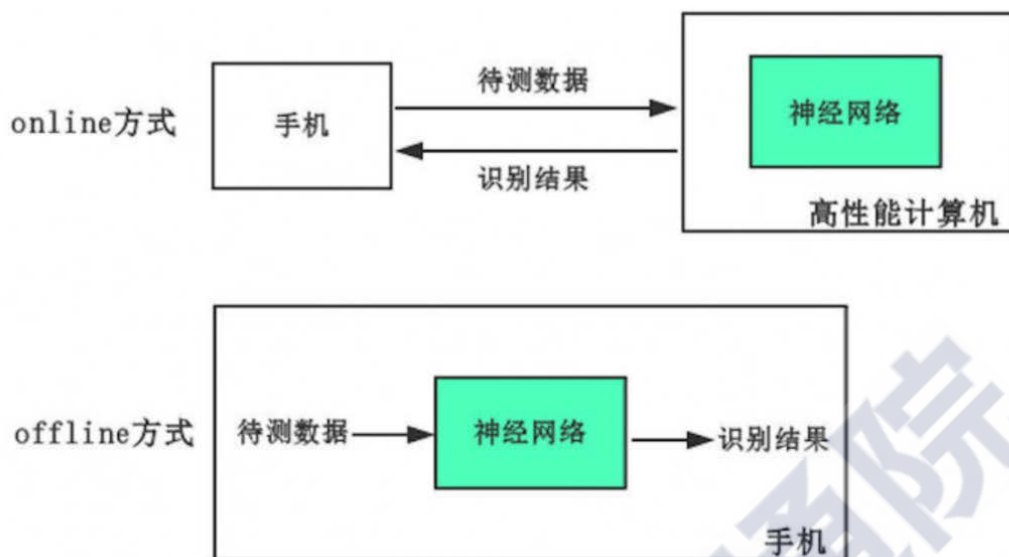 待测数据
online方式
手机
神经网络
识别结果
高性能计算机
offline方式
待测数据
神经网络
识别结果
手机
通院